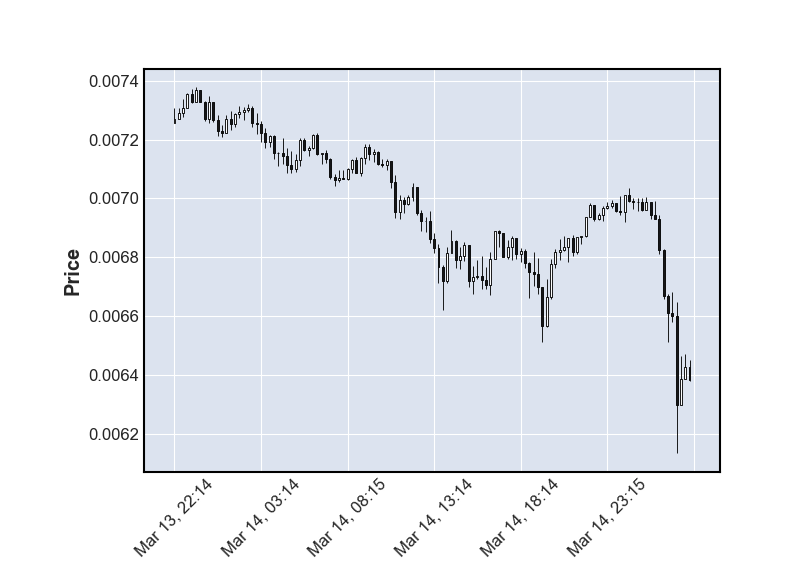 0.0074
0.0072
0.0070
0.0068
0.0066
0.0064
0.0062
Price
Mar 13, 22:14
Mar 14, 03:14
Mar 14, 08:15
Mar 14, 13:14
Mar 14, 18:14
Mar 14, 23:15